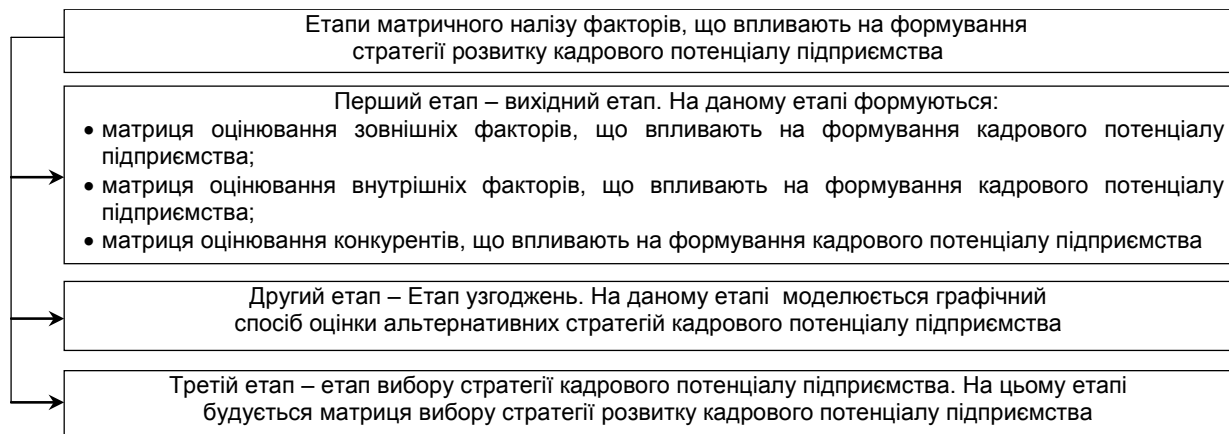 Етапи матричного налізу факторів, що впливають на формування
стратегії розвитку кадрового потенціалу підприємства
Перший етап – вихідний етап. На даному етапі формуються:
• матриця оцінювання зовнішніх факторів, що впливають на формування кадрового потенціалу
підприємства;
• матриця оцінювання внутрішніх факторів, що впливають на формування кадрового потенціалу
підприємства;
• матриця оцінювання конкурентів, що впливають на формування кадрового потенціалу підприємства
Другий етап – Етап узгоджень. На даному етапі моделюється графічний
спосіб оцінки альтернативних стратегій кадрового потенціалу підприємства
Третій етап – етап вибору стратегії кадрового потенціалу підприємства. На цьому етапі
будується матриця вибору стратегії розвитку кадрового потенціалу підприємства